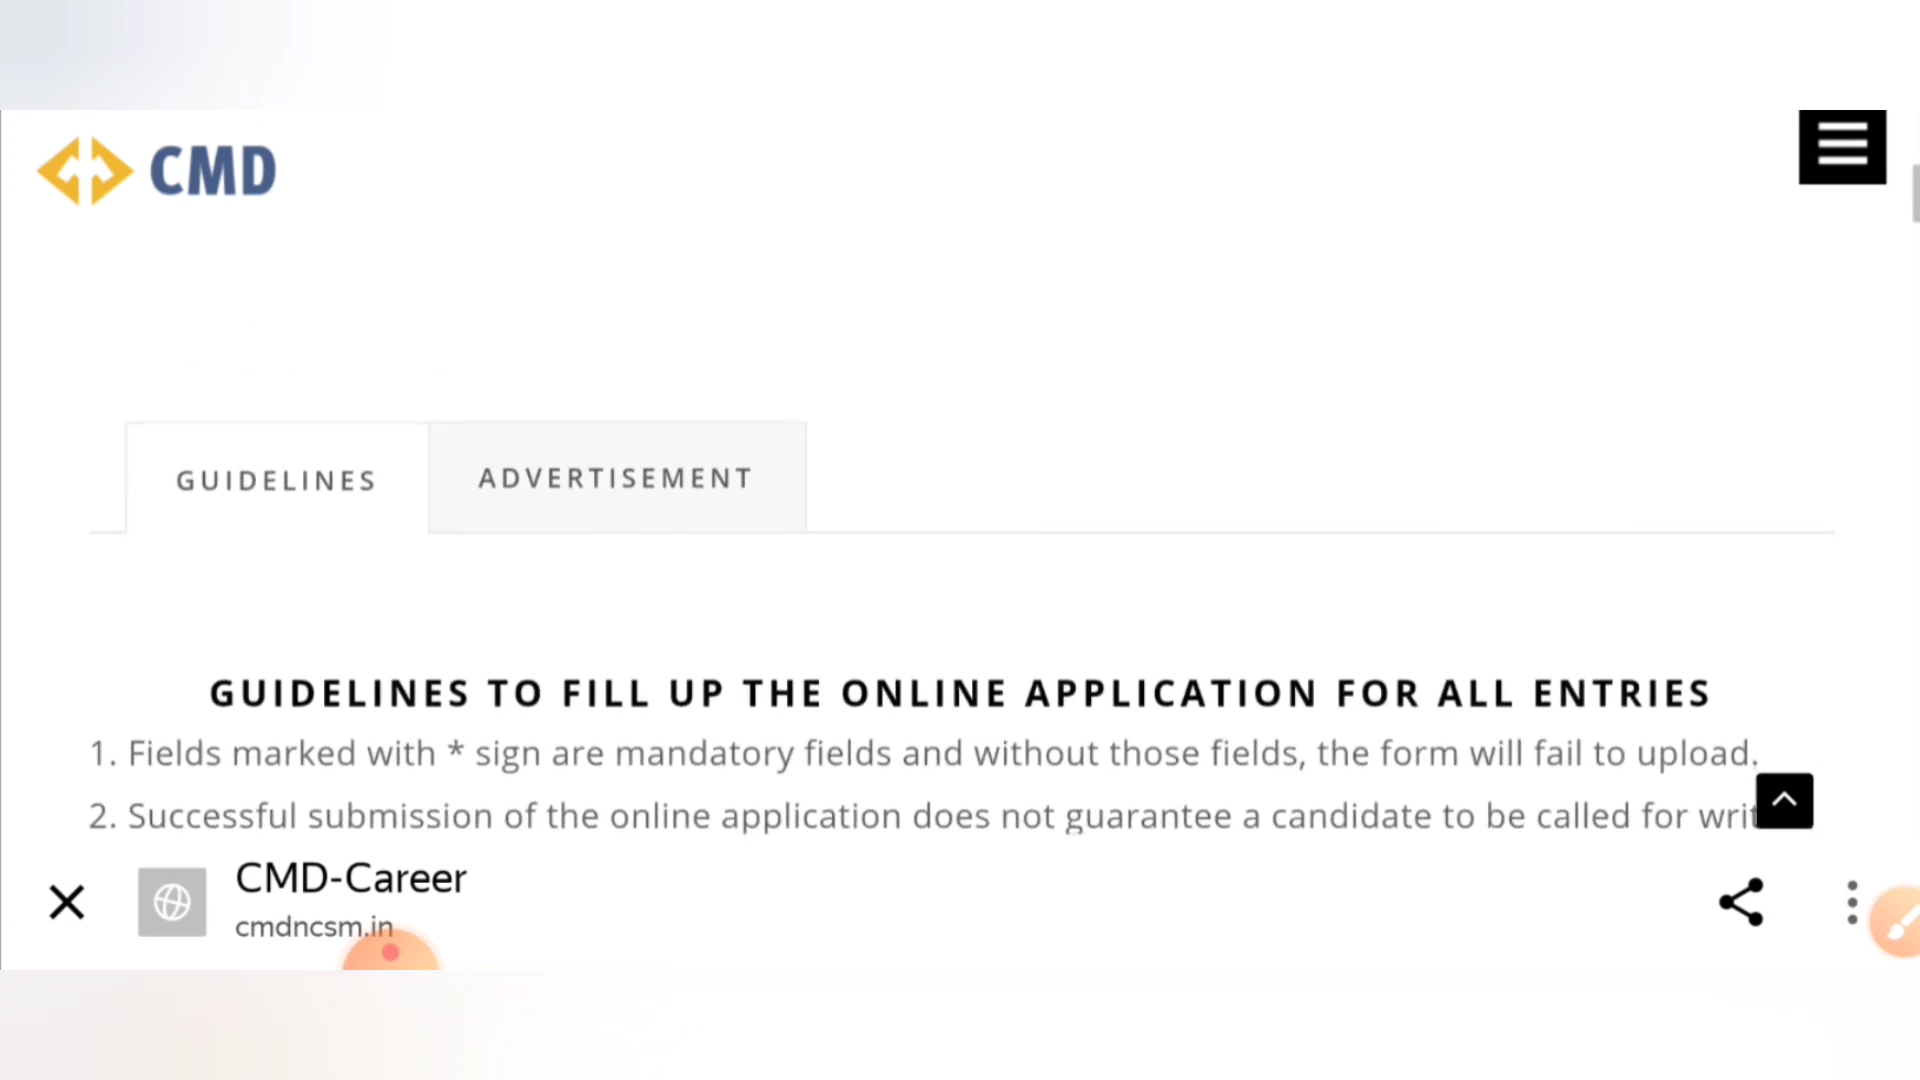 CMD
GUIDELINES
ADVERTISEMENT
GUIDELINES TO FILL UP THE ONLINE APPLICATION FOR ALL ENTRIES
1. Fields marked with * sign are mandatory fields and without those fields, the form will fail to upload.
2. Successful submission of the online application does not guarantee a candidate to be called for writ
CMD-Career
cmdncsm.in